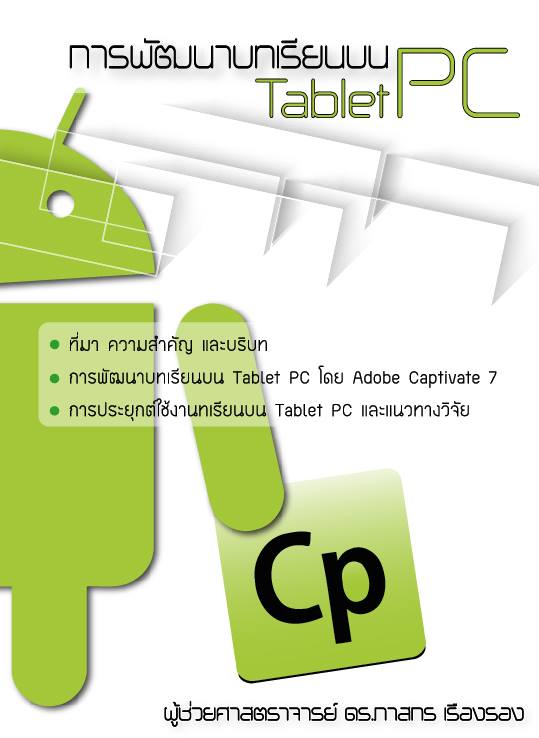 การพัฒนาบทเรียนบน
Tablet PC
ที่มา ความสำคัญ และบริบท
การพัฒนาบทเรียนบน Tablet PC โดย Adobe Captivate 7
การประยุกต์ใช้งานทเรียนบน Tablet PC และแนวทางวิจัย
Cp
ผู้ช่วยศาสตราจารย์ ดร.ภาสกร เรืองรอง